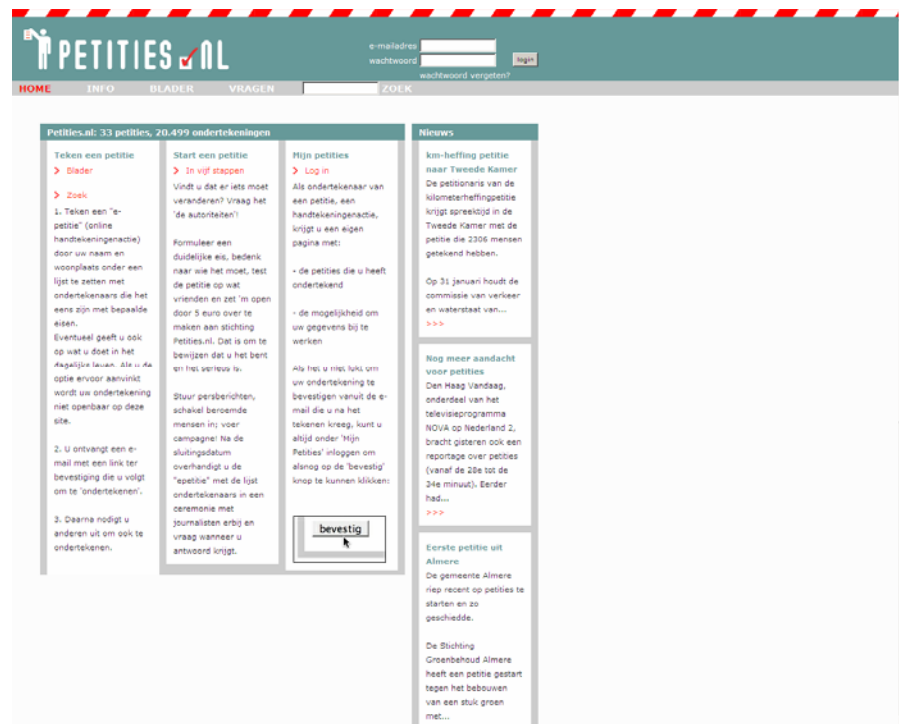 PETITIES NL
e-mailadres
wachtwoord
login
wachtwoord vergeten?
HOME INFO BLADER VRAGEN ZOEK
Petities.nl: 33 petities, 20.499 ondertekeningen
Teken een petitie
Blader
Zoek
1. Teken een "e-
petitie" (online
handtekeningenactie)
door uw naam en
woonplaats onder een
lijst te zetten met
ondertekenaars die het
eens zijn met bepaalde
eisen.
Eventueel geeft u ook
op wat u doet in het
dagelijks leven. Als u de
optie ervoor aanvinkt
wordt uw ondertekening
niet openbaar op deze
site.
2. U ontvangt een e-
mail met een link ter
bevestiging die u volgt
om te 'ondertekenen'.
3. Daarna nodigt u
anderen uit om ook te
ondertekenen.
Start een petitie
In vijf stappen
Vindt u dat er iets moet
veranderen? Vraag het
'de autoriteiten'!
Formuleer een
duidelijke eis, bedenk
naar wie het moet, test
de petitie op wat
vrienden en zet 'm open
door 5 euro over te
maken aan stichting
Petities.nl. Dat is om te
bewijzen dat u het bent
en het serieus is.
Stuur persberichten,
schakel beroemde
mensen in; voer
campagne! Na de
sluitingsdatum
overhandigt u de
"epetitie" met de lijst
ondertekenaars in een
ceremonie met
journalisten erbij en
vraag wanneer u
antwoord krijgt.
Mijn petities
Log in
Als ondertekenaar van
een petitie, een
handtekeningenactie,
krijgt u een eigen
pagina met:
- de petities die u heeft
ondertekend
- de mogelijkheid om
uw gegevens bij te
werken
Als het u niet lukt om
uw ondertekening te
bevestigen vanuit de e-
mail die u na het
tekenen kreeg, kunt u
altijd onder 'Mijn
Petities' inloggen om
alsnog op de 'bevestig'
knop te kunnen klikken:
bevestig
Nieuws
km-heffing petitie
naar Tweede Kamer
De petitionaris van de
kilometerheffingpetitie
krijgt spreektijd in de
Tweede Kamer met de
petitie die 2306 mensen
getekend hebben.
Op 31 januari houdt de
commissie van verkeer
en waterstaat van...
>>>
Nog meer aandacht
voor petities
Den Haag Vandaag,
onderdeel van het
televisieprogramma
NOVA op Nederland 2,
bracht gisteren ook een
reportage over petities
(vanaf de 28e tot de
34e minuut). Eerder
had...
>>>
Eerste petitie uit
Almere
De gemeente Almere
riep recent op petities te
starten en zo
geschiedde.
De Stichting
Groenbehoud Almere
heeft een petitie gestart
tegen het bebouwen
van een stuk groen
met...